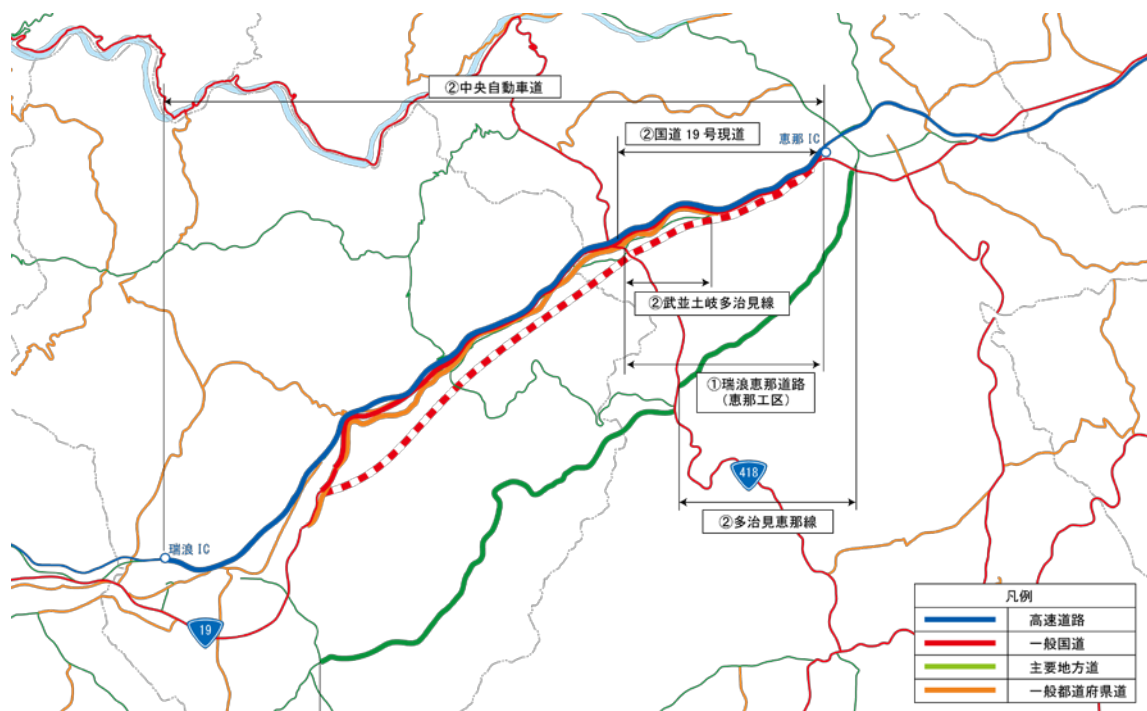 ②中央自動車道
②国道19号現道
恵那 IC
②武並土岐多治見線
①瑞浪恵那道路
(恵那工区)
418
②多治見恵那線
瑞浪 IC
19
凡例
高速道路
一般国道
主要地方道
一般都道府県道